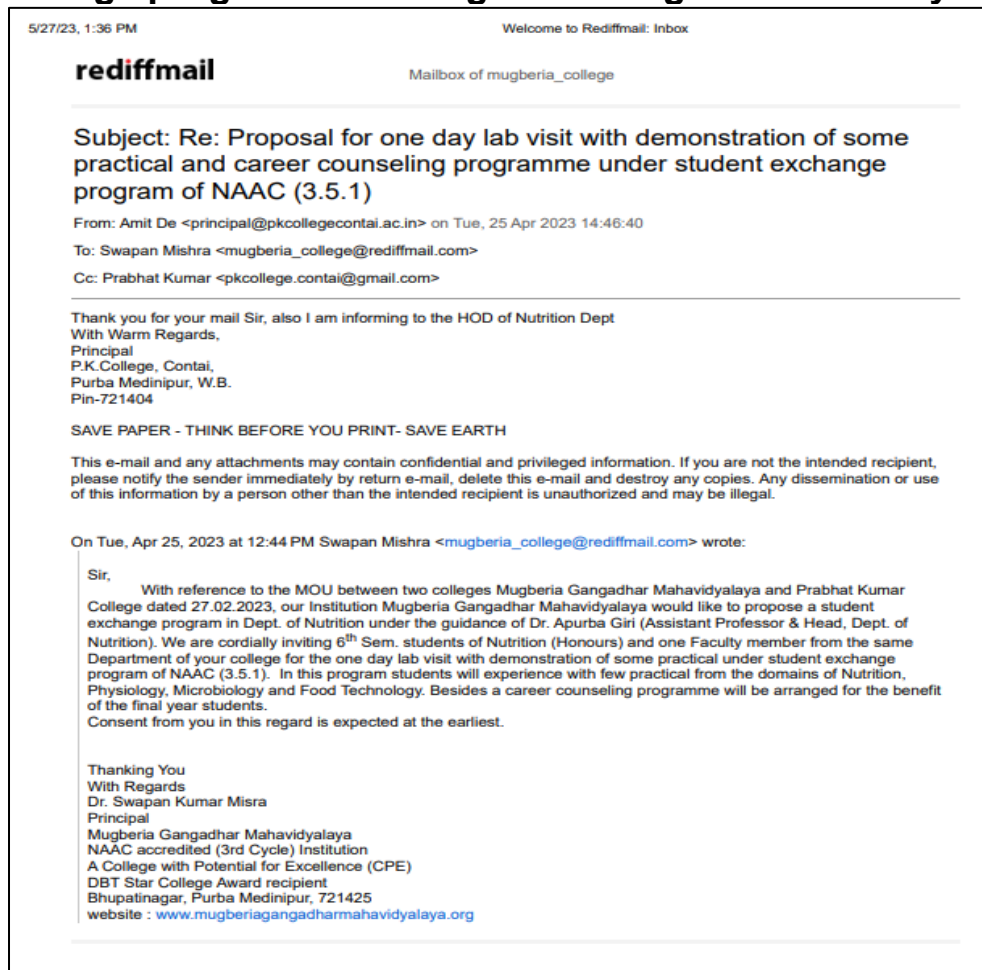 5/27/23, 1:36 PM
Welcome to Rediffmail: Inbox
rediffmail
Mailbox of mugberia_college
Subject: Re: Proposal for one day lab visit with demonstration of some
practical and career counseling programme under student exchange
program of NAAC (3.5.1)
From: Amit De <principal@pkcollegecontai.ac.in> on Tue, 25 Apr 2023 14:46:40
To: Swapan Mishra <mugberia_college@rediffmail.com>
Cc: Prabhat Kumar <pkcollege.contai@gmail.com>
Thank you for your mail Sir, also I am informing to the HOD of Nutrition Dept
With Warm Regards,
Principal
P.K.College, Contai,
Purba Medinipur, W.B.
Pin-721404
SAVE PAPER - THINK BEFORE YOU PRINT- SAVE EARTH
This e-mail and any attachments may contain confidential and privileged information. If you are not the intended recipient,
please notify the sender immediately by return e-mail, delete this e-mail and destroy any copies. Any dissemination or use
of this information by a person other than the intended recipient is unauthorized and may be illegal.
On Tue, Apr 25, 2023 at 12:44 PM Swapan Mishra <mugberia_college@rediffmail.com> wrote:
Sir,
With reference to the MOU between two colleges Mugberia Gangadhar Mahavidyalaya and Prabhat Kumar
College dated 27.02.2023, our Institution Mugberia Gangadhar Mahavidyalaya would like to propose a student
exchange program in Dept. of Nutrition under the guidance of Dr. Apurba Giri (Assistant Professor & Head, Dept. of
Nutrition). We are cordially inviting 6th Sem. students of Nutrition (Honours) and one Faculty member from the same
Department of your college for the one day lab visit with demonstration of some practical under student exchange
program of NAAC (3.5.1). In this program students will experience with few practical from the domains of Nutrition,
Physiology, Microbiology and Food Technology. Besides a career counseling programme will be arranged for the benefit
of the final year students.
Consent from you in this regard is expected at the earliest.
Thanking You
With Regards
Dr. Swapan Kumar Misra
Principal
Mugberia Gangadhar Mahavidyalaya
NAAC accredited (3rd Cycle) Institution
A College with Potential for Excellence (CPE)
DBT Star College Award recipient
Bhupatinagar, Purba Medinipur, 721425
website : www.mugberiagangadharmahavidyalaya.org